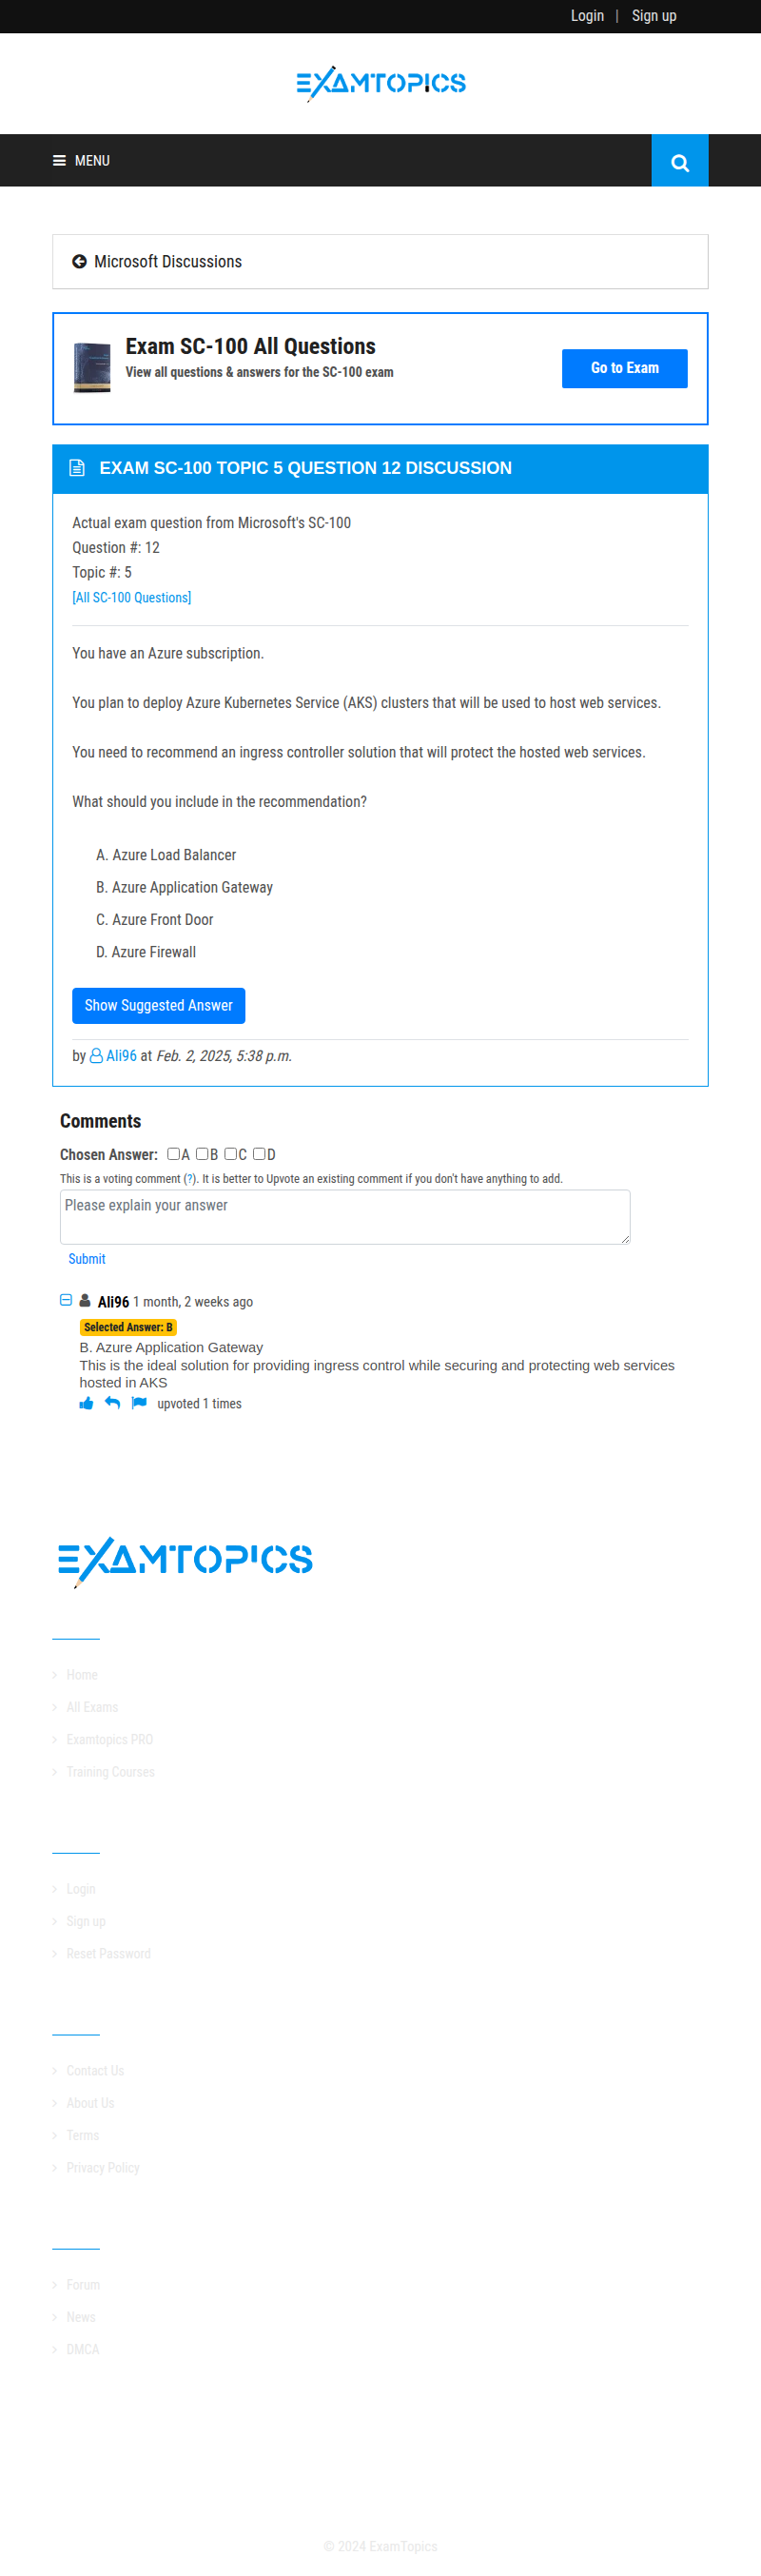 Login | Sign up
EXAMTOPICS
MENU
Microsoft Discussions
Exam SC-100 All Questions
View all questions & answers for the SC-100 exam
Go to Exam
EXAM SC-100 TOPIC 5 QUESTION 12 DISCUSSION
Actual exam question from Microsoft's SC-100
Question #: 12
Topic #: 5
[All SC-100 Questions]
You have an Azure subscription.
You plan to deploy Azure Kubernetes Service (AKS) clusters that will be used to host web services.
You need to recommend an ingress controller solution that will protect the hosted web services.
What should you include in the recommendation?
A. Azure Load Balancer
B. Azure Application Gateway
C. Azure Front Door
D. Azure Firewall
Show Suggested Answer
by Ali96 at Feb. 2, 2025, 5:38 p.m.
Comments
Chosen Answer: A B C D
This is a voting comment (?). It is better to Upvote an existing comment if you don't have anything to add.
Please explain your answer
Submit
Ali96 1 month, 2 weeks ago
Selected Answer: B
B. Azure Application Gateway
This is the ideal solution for providing ingress control while securing and protecting web services
hosted in AKS
upvoted 1 times
EXAMTOPICS
Home
All Exams
Examtopics PRO
Training Courses
Login
Sign up
Reset Password
Contact Us
About Us
Terms
Privacy Policy
Forum
News
DMCA
© 2024 ExamTopics